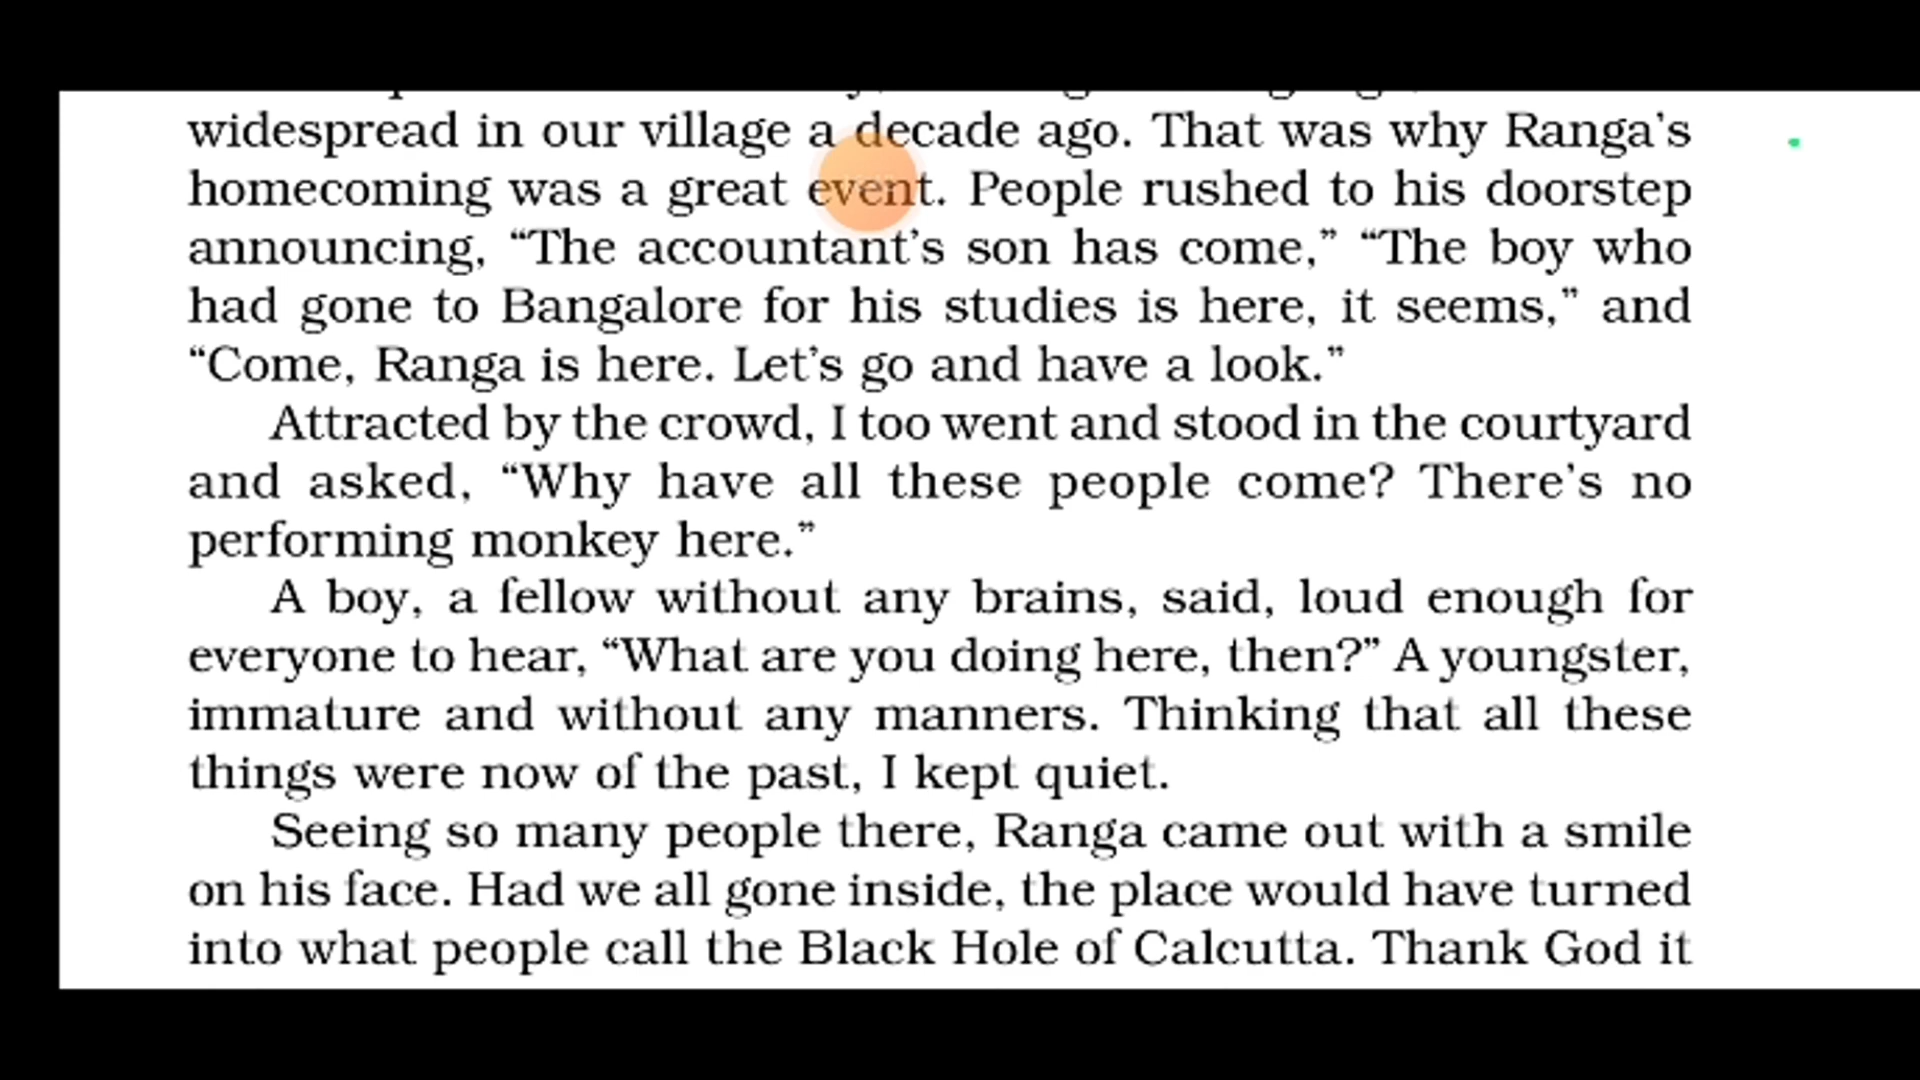 widespread in our village a decade ago. That was why Ranga’s
homecoming was a great event. People rushed to his doorstep
announcing, “The accountant’s son has come,” “The boy who
had gone to Bangalore for his studies is here, it seems,” and
“Come, Ranga is here. Let’s go and have a look.”
Attracted by the crowd, I too went and stood in the courtyard
and asked, “Why have all these people come? There’s no
performing monkey here.”
A boy, a fellow without any brains, said, loud enough for
everyone to hear, “What are you doing here, then?” A youngster,
immature and without any manners. Thinking that all these
things were now of the past, I kept quiet.
Seeing so many people there, Ranga came out with a smile
on his face. Had we all gone inside, the place would have turned
into what people call the Black Hole of Calcutta. Thank God it